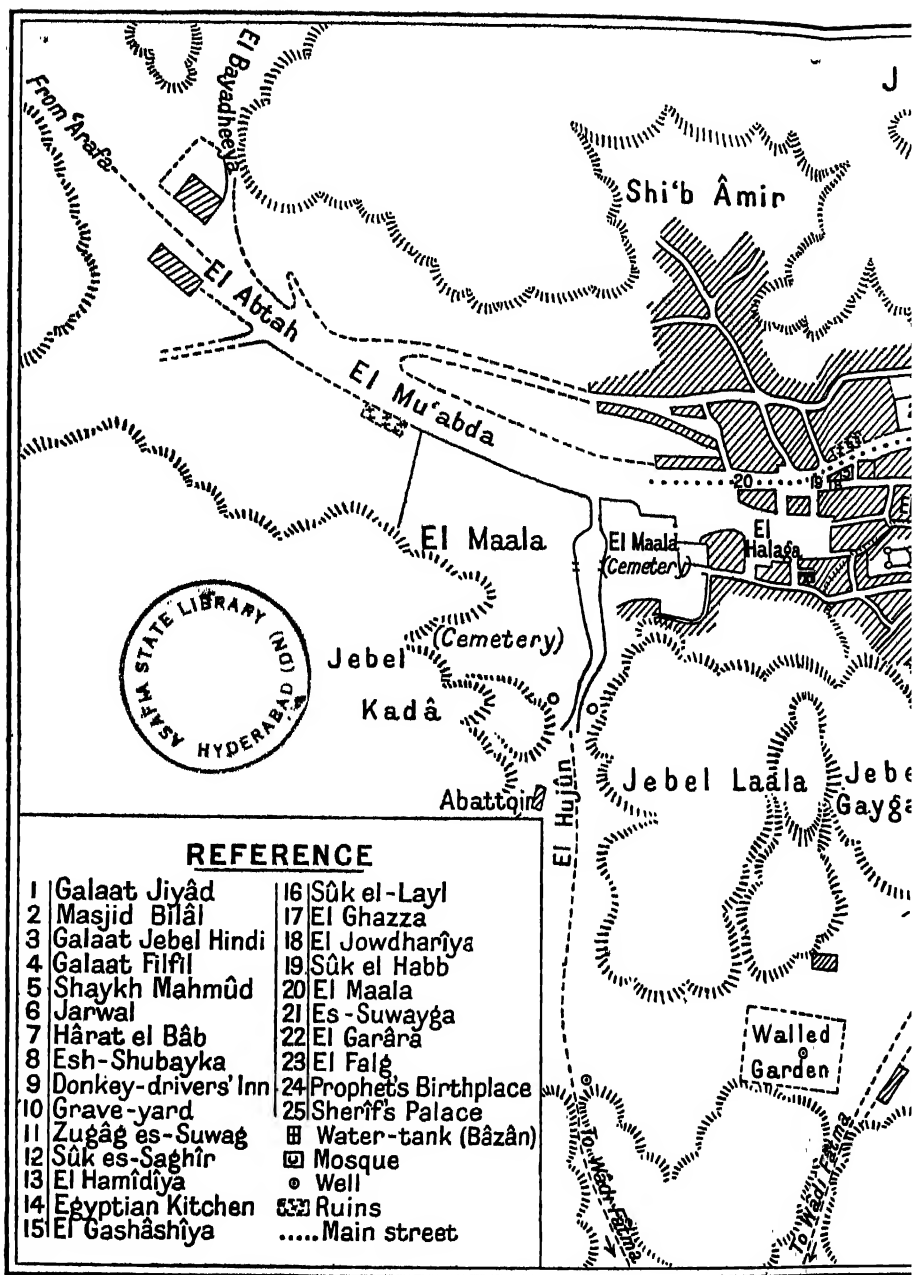 J
El Bayadheeya
From 'Arafa
Shi'b Âmir
El Abtah
El Mu'abda
20
19
El Maala
El Maala
(Cemetery)
El
Halaga
(Cemetery)
Jebel
Kadâ
ASAFIA STATE LIBRARY (ND)
HYDERABAD (DN)
Jebel Laala
Jebe
Gayga
Abattoir
El Hujûn
Walled
Garden
To Wâdi Fâtma
To Wâdi Fâtma
REFERENCE
1 Galaat Jiyâd
2 Masjid Bilâl
3 Galaat Jebel Hindi
4 Galaat Filfil
5 Shaykh Mahmûd
6 Jarwal
7 Hârat el Bâb
8 Esh-Shubayka
9 Donkey-drivers' Inn
10 Grave-yard
11 Zugâg es-Suwag
12 Sûk es-Saghîr
13 El Hamîdîya
14 Egyptian Kitchen
15 El Gashâshîya
16 Sûk el-Layl
17 El Ghazza
18 El Jowdharîya
19 Sûk el Habb
20 El Maala
21 Es-Suwayga
22 El Garâra
23 El Falg
24 Prophet's Birthplace
25 Sherîf's Palace
Water-tank (Bâzân)
Mosque
Well
Ruins
..... Main street